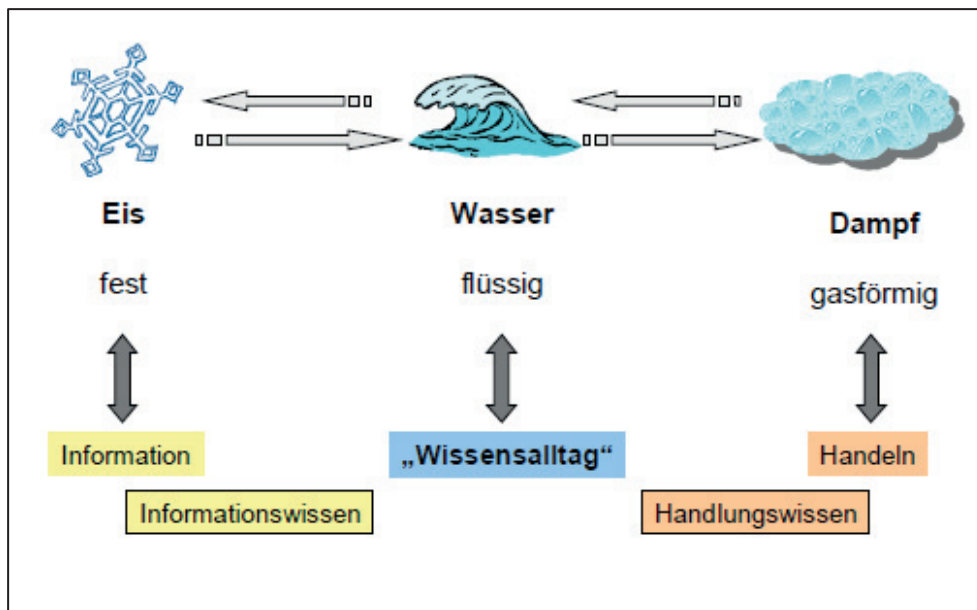 Eis
Wasser
Dampf
fest
flüssig
gasförmig
Information
„Wissensalltag“
Handeln
Informationswissen
Handlungswissen